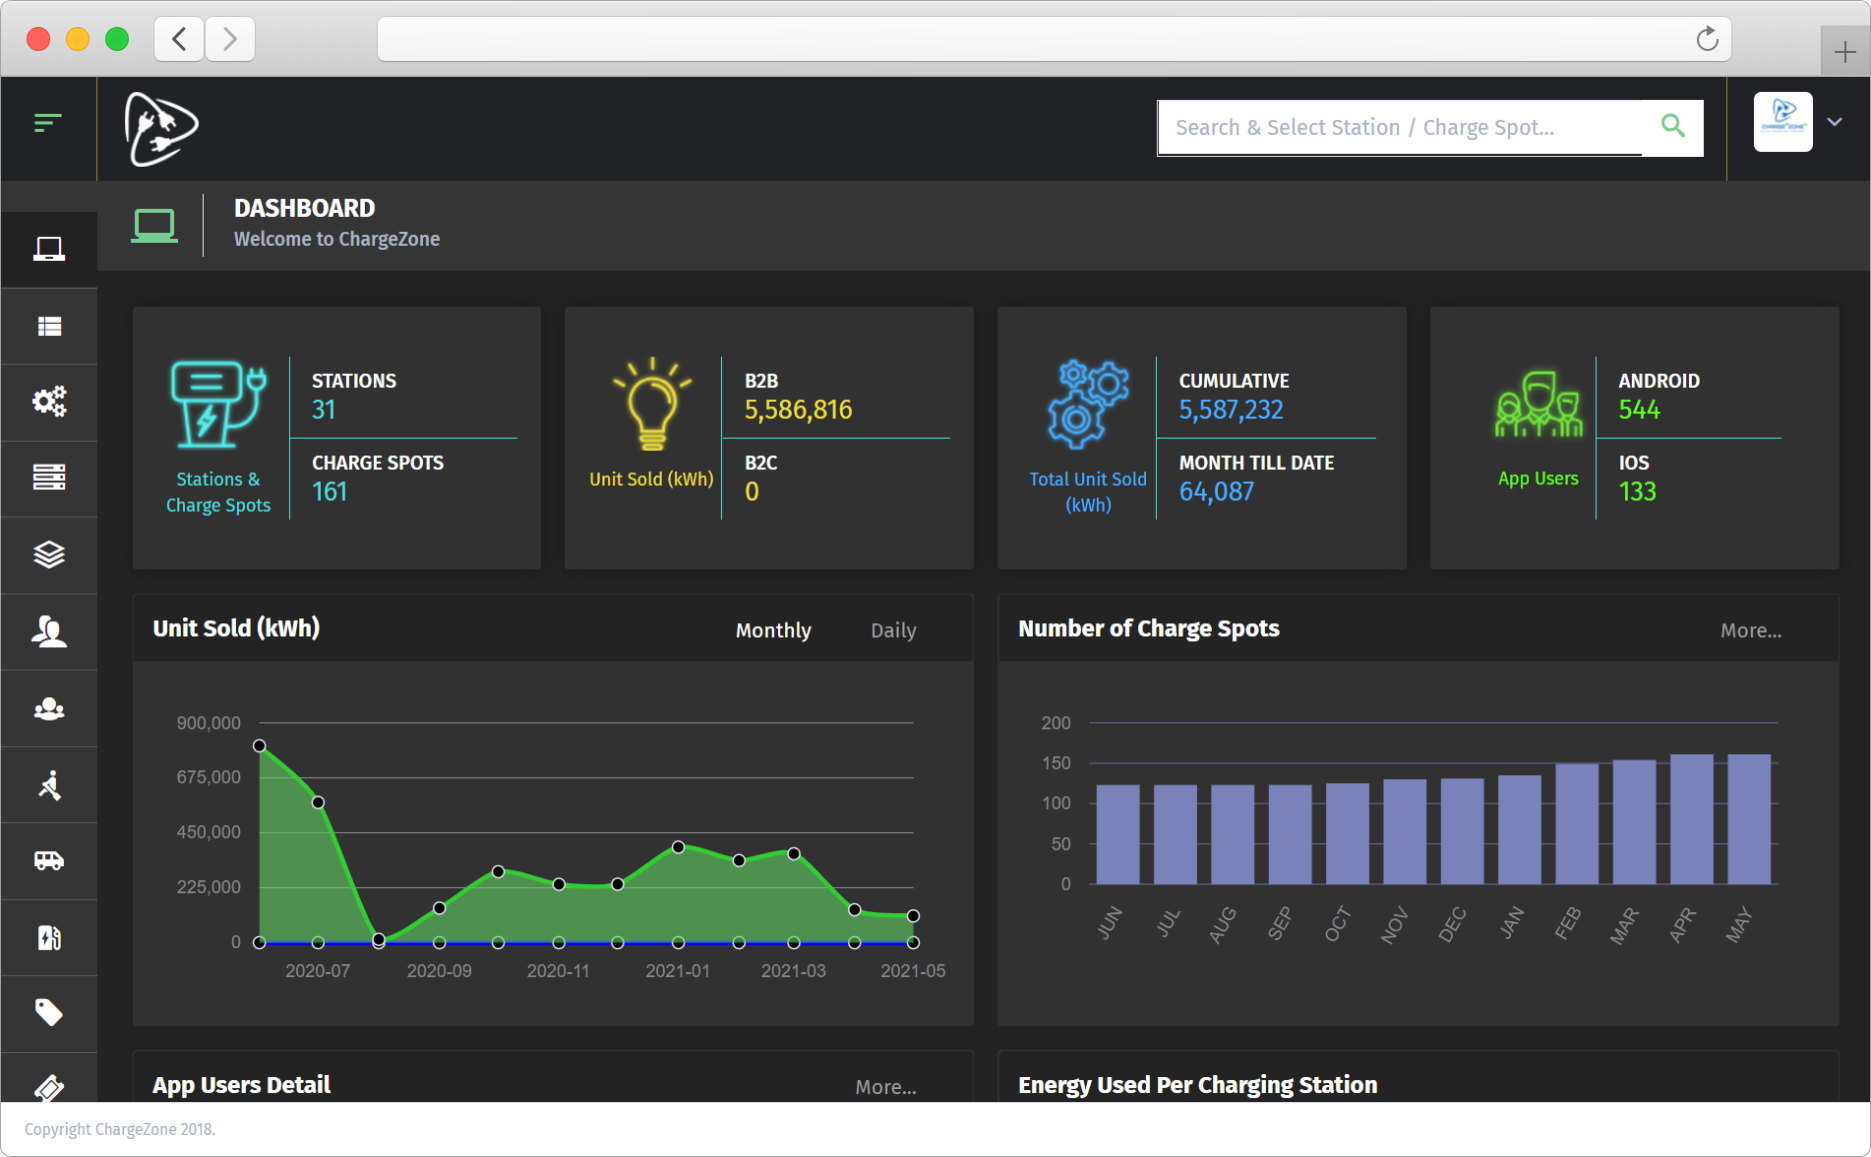 Search & Select Station / Charge Spot...
CHARGE ZONE
DASHBOARD
Welcome to ChargeZone
Stations &
Charge Spots
STATIONS
31
CHARGE SPOTS
161
Unit Sold (kWh)
B2B
5,586,816
B2C
0
Total Unit Sold
(kWh)
CUMULATIVE
5,587,232
MONTH TILL DATE
64,087
App Users
ANDROID
544
IOS
133
Unit Sold (kWh)
Monthly
Daily
900,000
675,000
450,000
225,000
0
2020-07 2020-09 2020-11 2021-01 2021-03 2021-05
Number of Charge Spots
More...
200
150
100
50
0
JUN JUL AUG SEP OCT NOV DEC JAN FEB MAR APR MAY
App Users Detail
More...
Energy Used Per Charging Station
Copyright ChargeZone 2018.